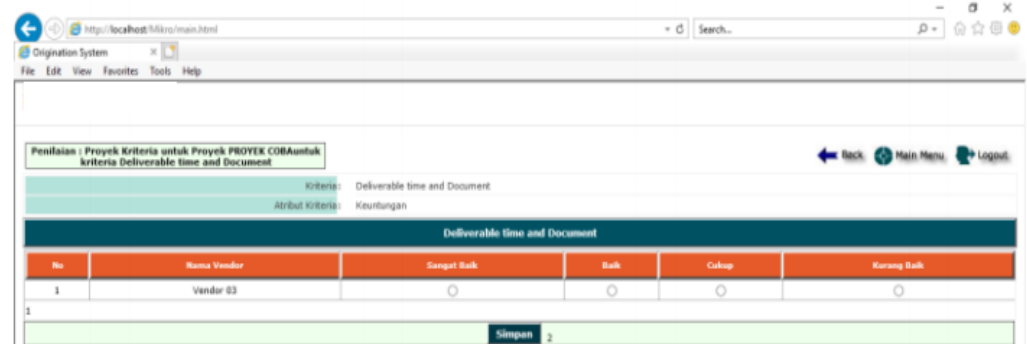 http://localhost/Mikro/main.html
Search...
Origination System
File Edit View Favorites Tools Help
Penilaian : Proyek Kriteria untuk Proyek PROYEK COBAuntuk
kriteria Deliverable time and Document
Back Main Menu Logout
Kriteria: Deliverable time and Document
Atribut Kriteria: Keuntungan
Deliverable time and Document
No Nama Vendor Sangat Baik Baik Cukup Kurang Baik
1 Vendor 03
1
Simpan 2